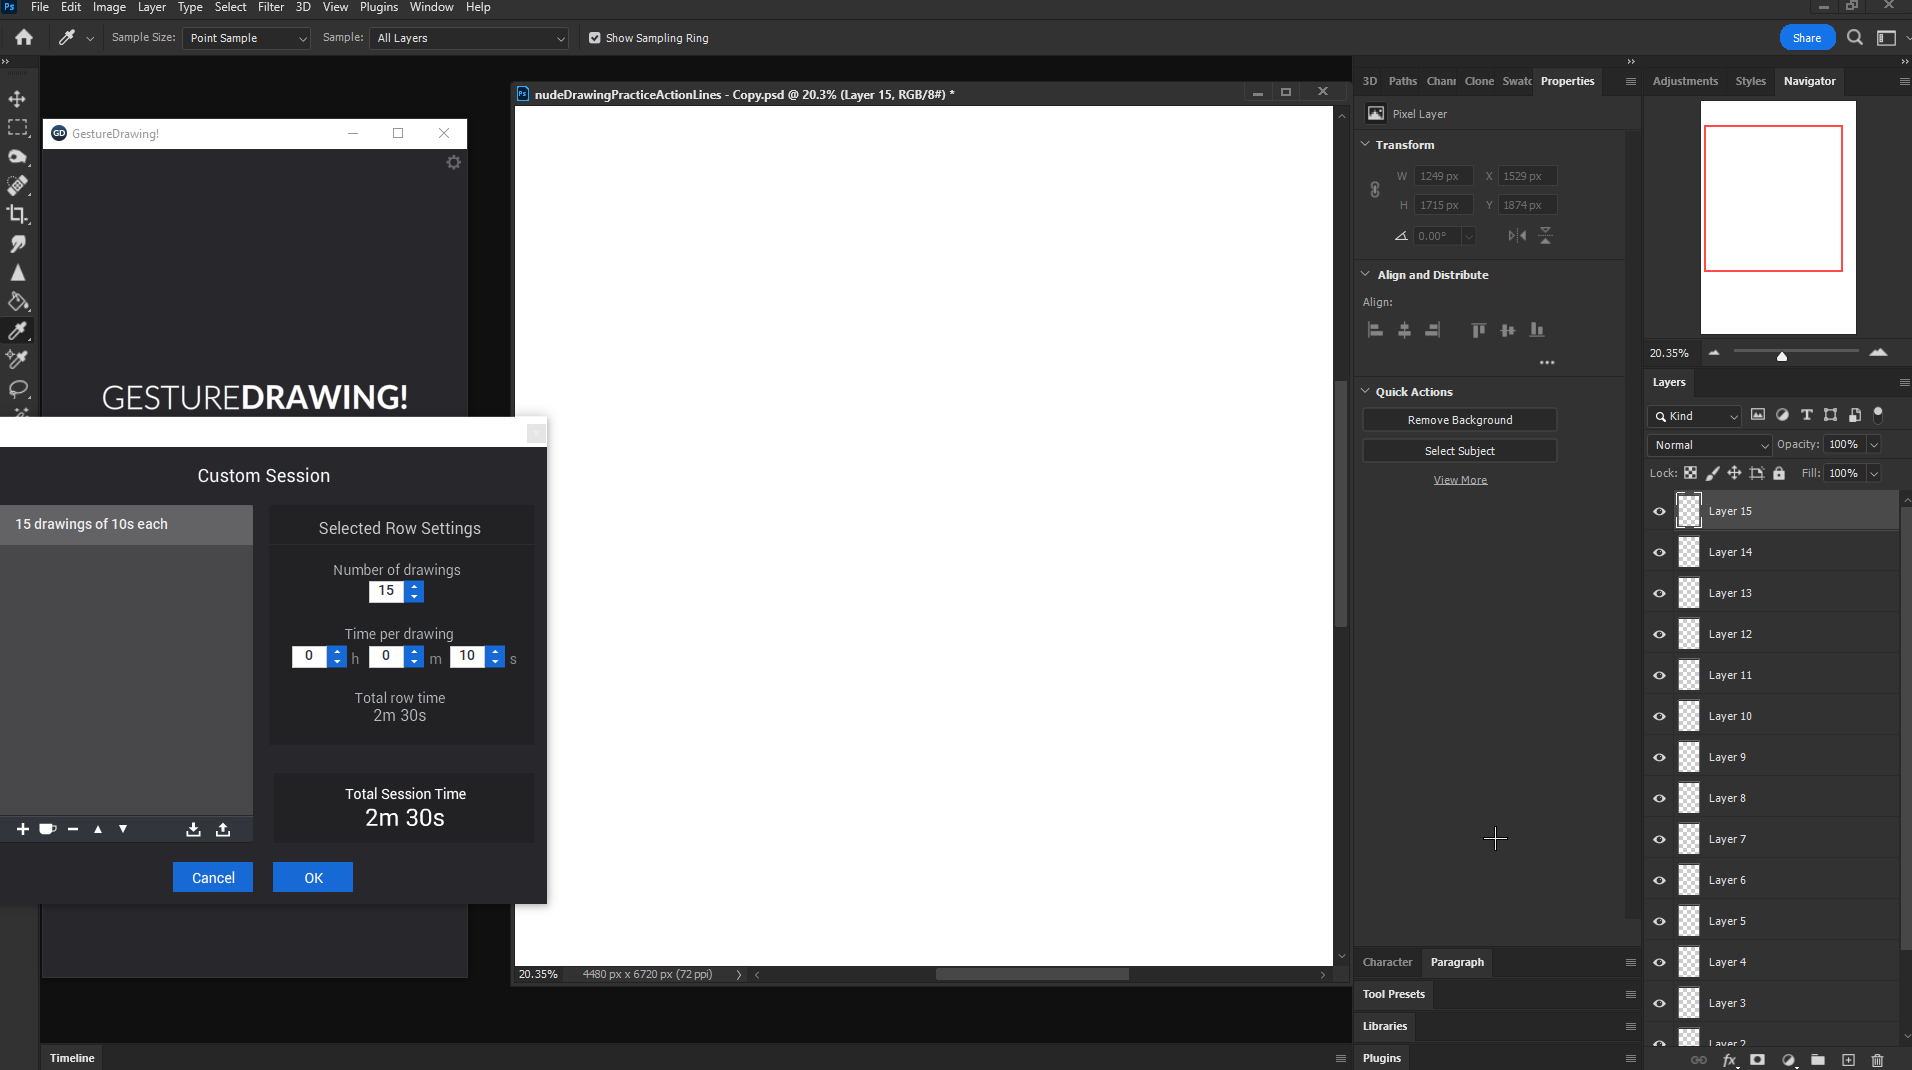 Ps File Edit Image Layer Type Select Filter 3D View Plugins Window Help
Sample Size: Point Sample Sample: All Layers Show Sampling Ring Share
GD GestureDrawing!
GESTUREDRAWING!
Custom Session
15 drawings of 10s each
Selected Row Settings
Number of drawings
15
Time per drawing
0 h 0 m 10 s
Total row time
2m 30s
Total Session Time
2m 30s
Cancel OK
Ps nudeDrawingPracticeActionLines - Copy.psd @ 20.3% (Layer 15, RGB/8#) *
20.35% 4480 px x 6720 px (72 ppi)
Timeline
3D Paths Chanı Clone Swatc Properties
Pixel Layer
Transform
W 1249 px X 1529 px
H 1715 px Y 1874 px
0.00°
Align and Distribute
Align:
Quick Actions
Remove Background
Select Subject
View More
Character Paragraph
Tool Presets
Libraries
Plugins
Adjustments Styles Navigator
20.35%
Layers
Kind
Normal Opacity: 100%
Lock: Fill: 100%
Layer 15
Layer 14
Layer 13
Layer 12
Layer 11
Layer 10
Layer 9
Layer 8
Layer 7
Layer 6
Layer 5
Layer 4
Layer 3
Layer 2
fx